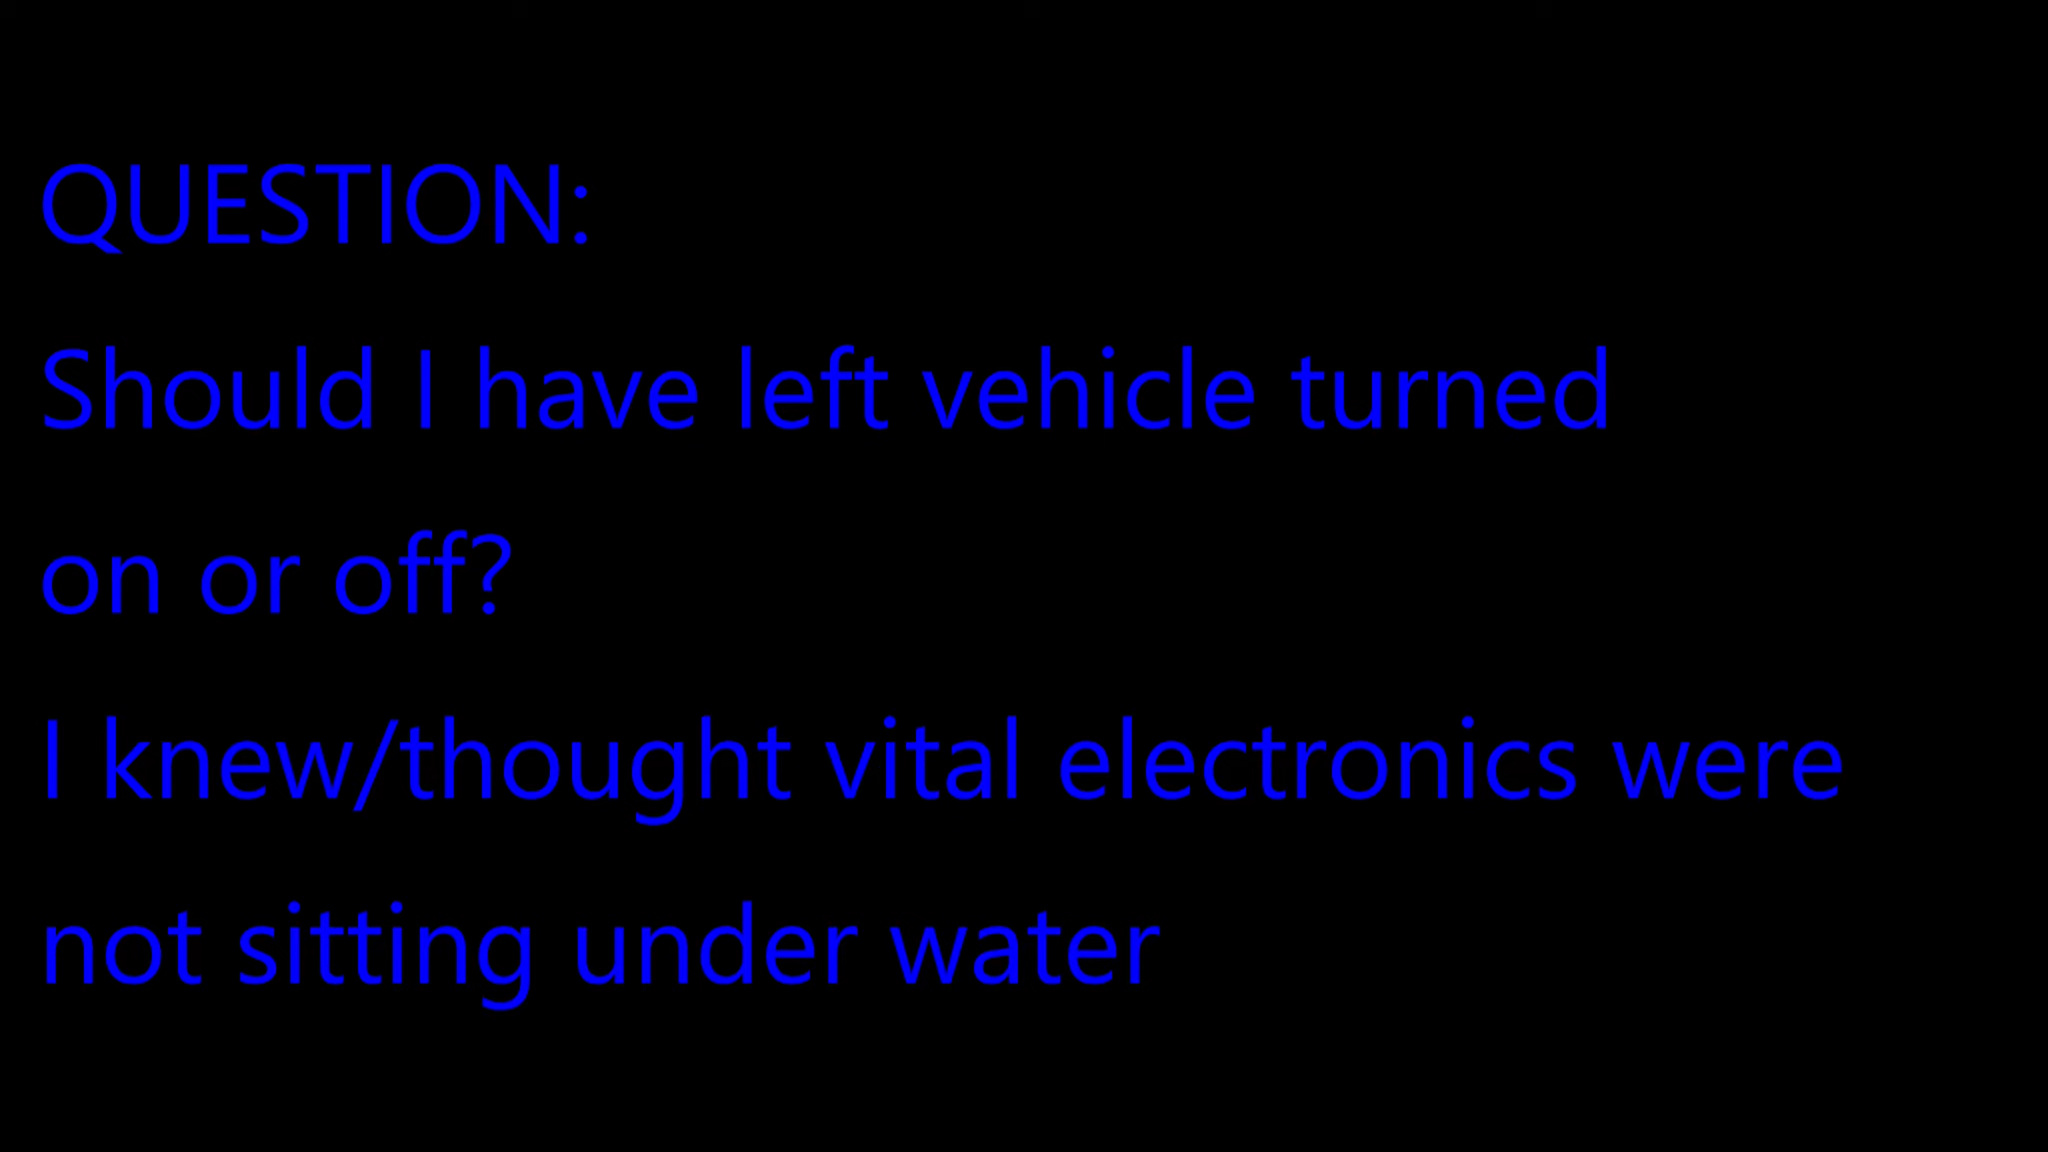 QUESTION:
Should I have left vehicle turned
on or off?
I knew/thought vital electronics were
not sitting under water